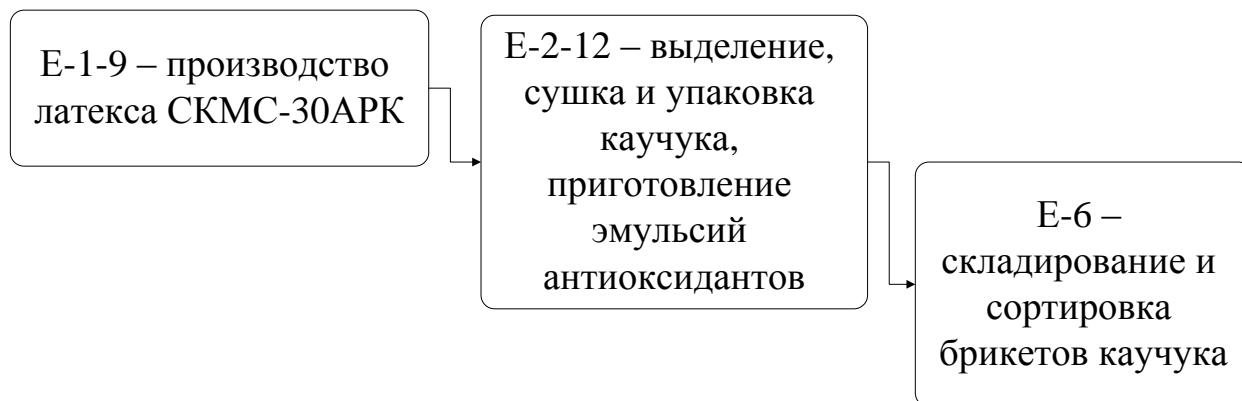 Е-1-9 – производство
латекса СКМС-30АРК
Е-2-12 – выделение,
сушка и упаковка
каучука,
приготовление
эмульсий
антиоксидантов
Е-6 –
складирование и
сортировка
брикетов каучука